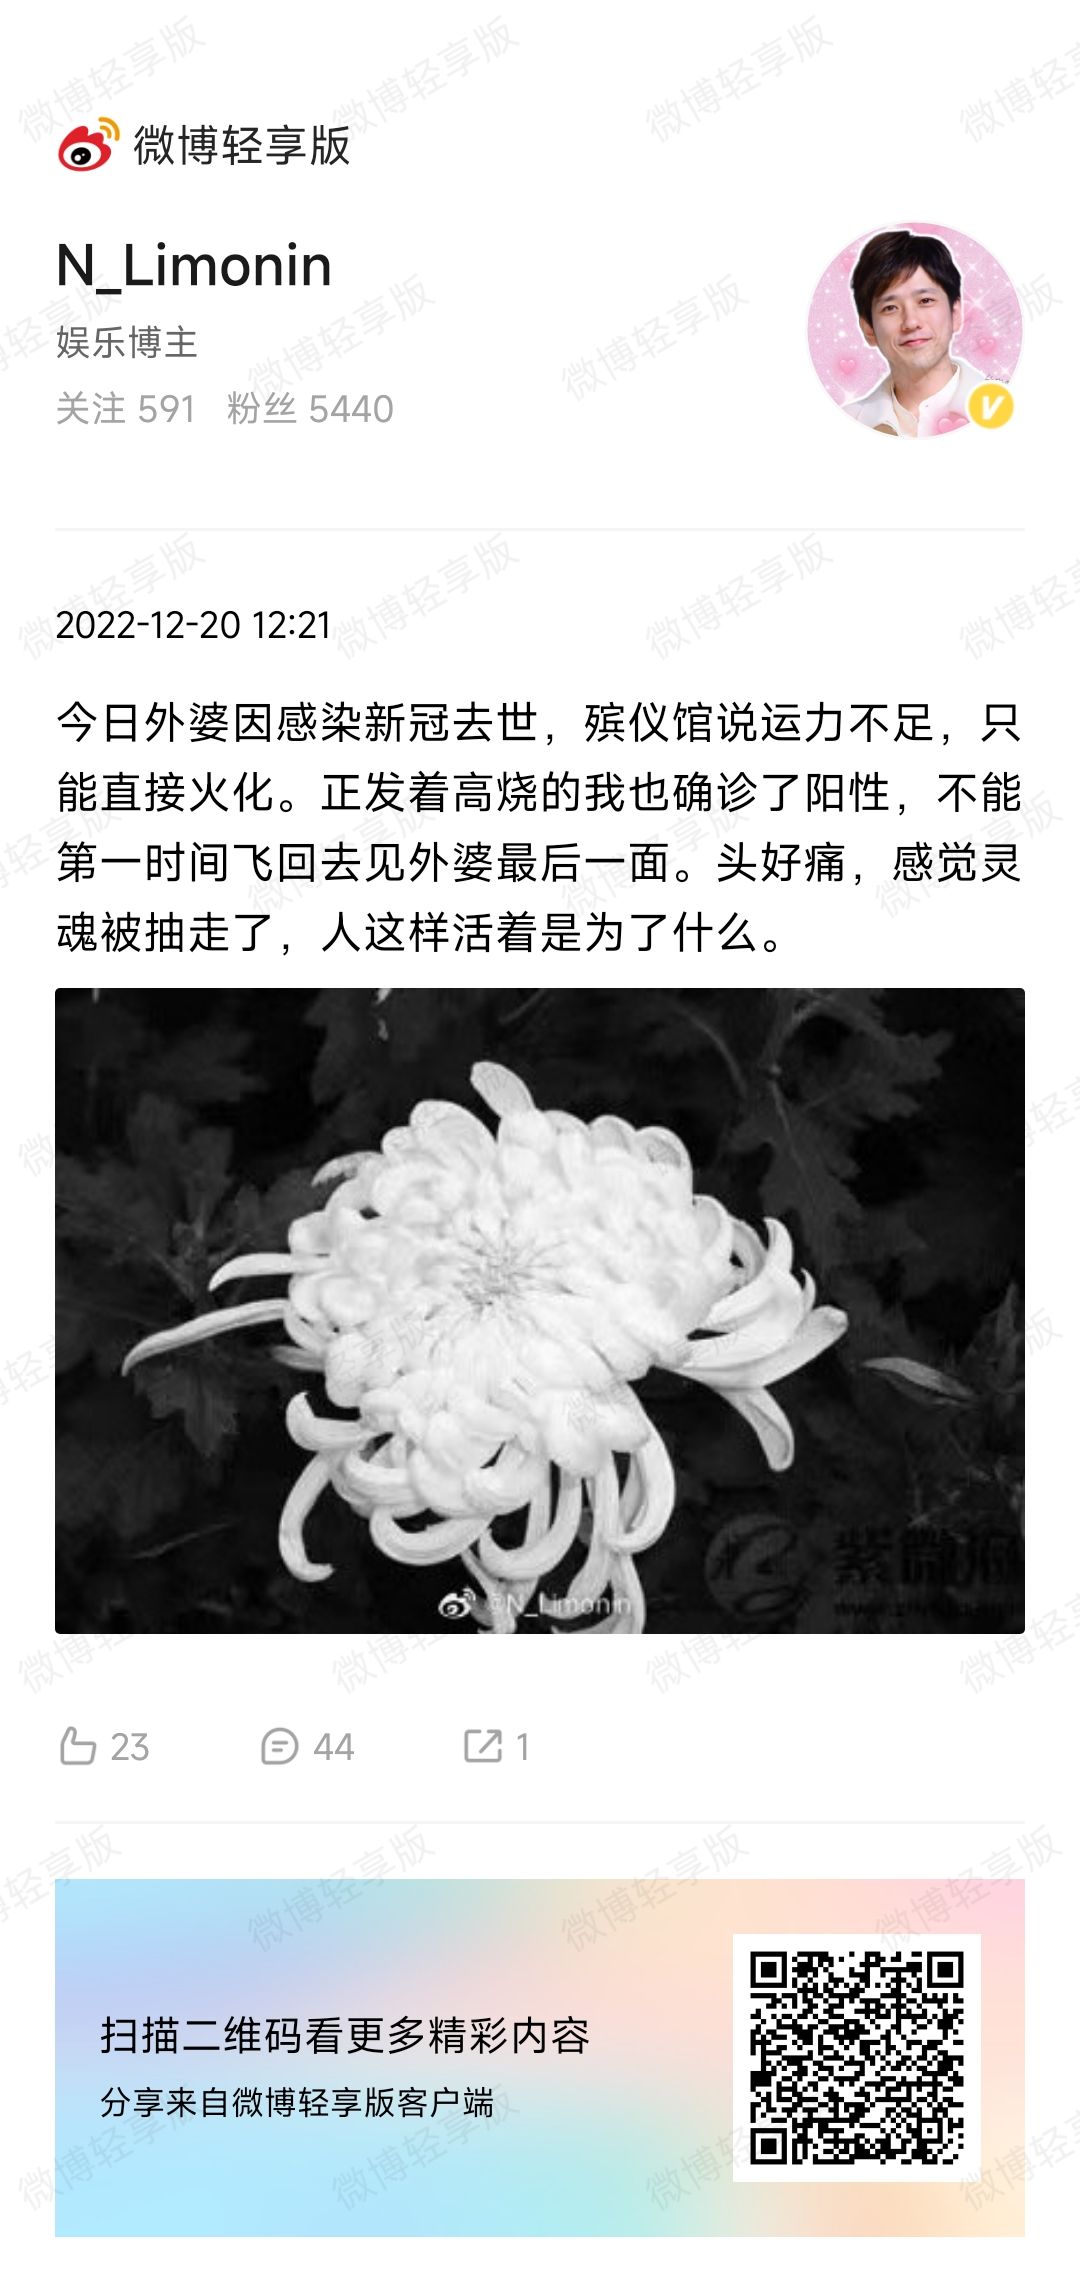 微博轻享版
N_Limonin
娱乐博主
关注 591 粉丝 5440
2022-12-20 12:21
今日外婆因感染新冠去世，殡仪馆说运力不足，只
能直接火化。正发着高烧的我也确诊了阳性，不能
第一时间飞回去见外婆最后一面。头好痛，感觉灵
魂被抽走了，人这样活着是为了什么。
@N_Limonin
23 44 1
扫描二维码看更多精彩内容
分享来自微博轻享版客户端